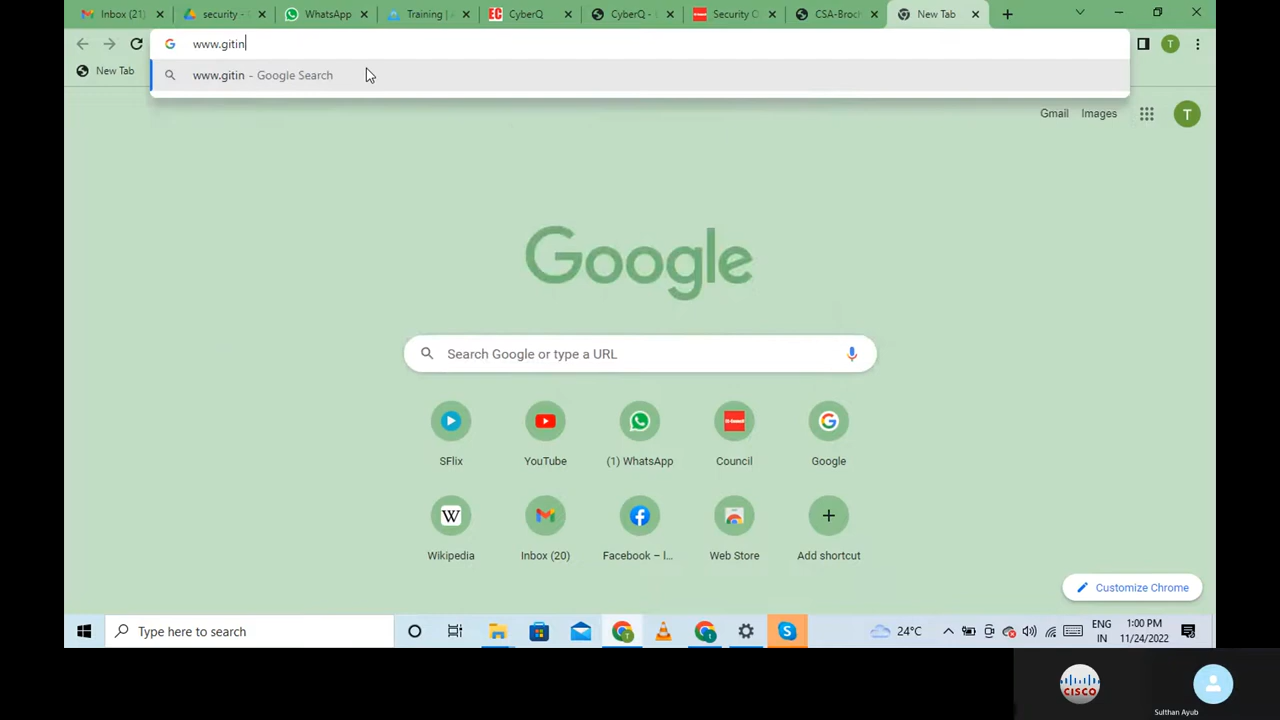 Inbox (21)
security - T
WhatsApp
Training |
CyberQ
CyberQ - L
Security O
CSA-Broch
New Tab
www.gitin
New Tab
www.gitin - Google Search
Gmail
Images
T
T
Google
Search Google or type a URL
SFlix
YouTube
(1) WhatsApp
EC-Council
Council
Google
W
Wikipedia
Inbox (20)
Facebook – l...
Web Store
Add shortcut
Customize Chrome
Type here to search
24°C
ENG
IN
1:00 PM
11/24/2022
CISCO
Sulthan Ayub